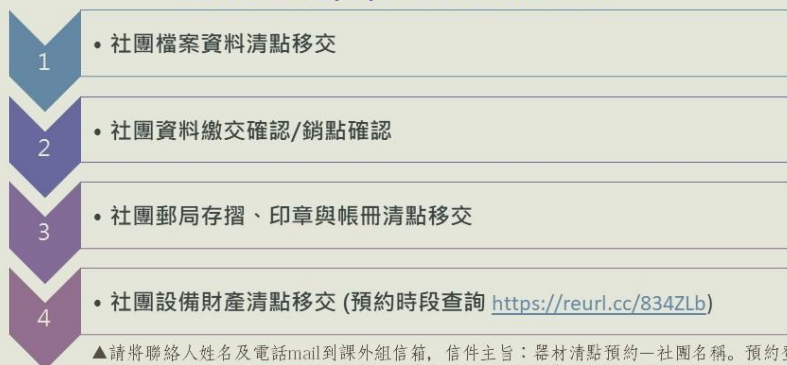 1
• 社團檔案資料清點移交
2
• 社團資料繳交確認/銷點確認
3
• 社團郵局存摺、印章與帳冊清點移交
4
• 社團設備財產清點移交 (預約時段查詢 https://reurl.cc/834ZLb)
▲請將聯絡人姓名及電話mail到課外組信箱, 信件主旨：器材清點預約—社團名稱。預約